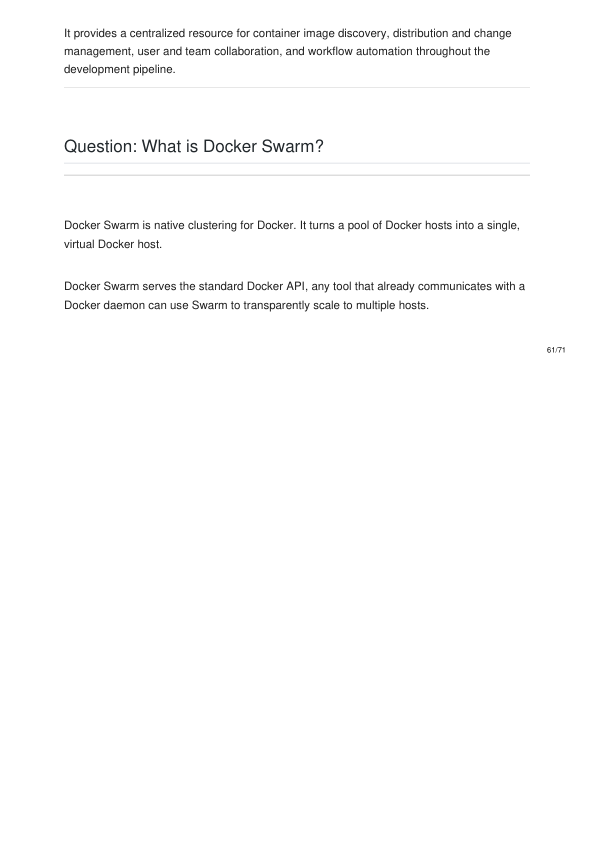 It provides a centralized resource for container image discovery, distribution and change
management, user and team collaboration, and workflow automation throughout the
development pipeline.
Question: What is Docker Swarm?
Docker Swarm is native clustering for Docker. It turns a pool of Docker hosts into a single,
virtual Docker host.
Docker Swarm serves the standard Docker API, any tool that already communicates with a
Docker daemon can use Swarm to transparently scale to multiple hosts.
61/71